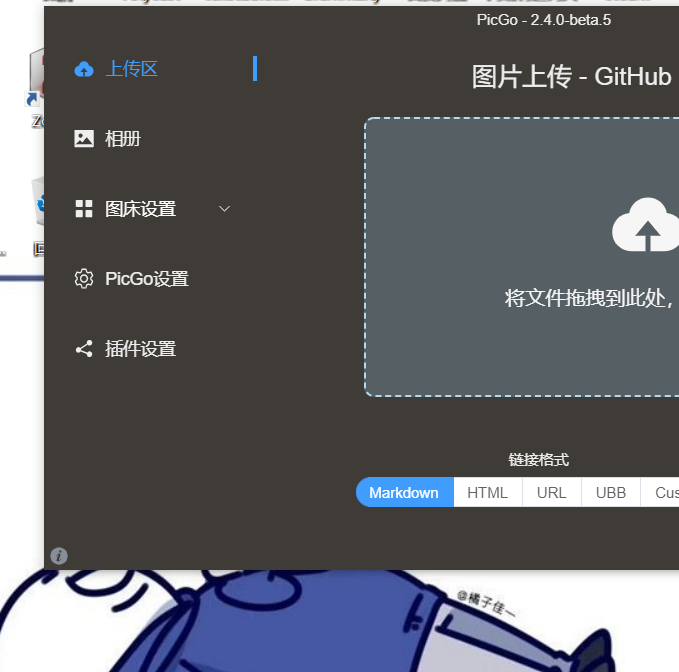 PicGo - 2.4.0-beta.5
上传区
图片上传 - GitHub
相册
图床设置
将文件拖拽到此处，
PicGo设置
插件设置
链接格式
Markdown HTML URL UBB Cus
@橘子佳一